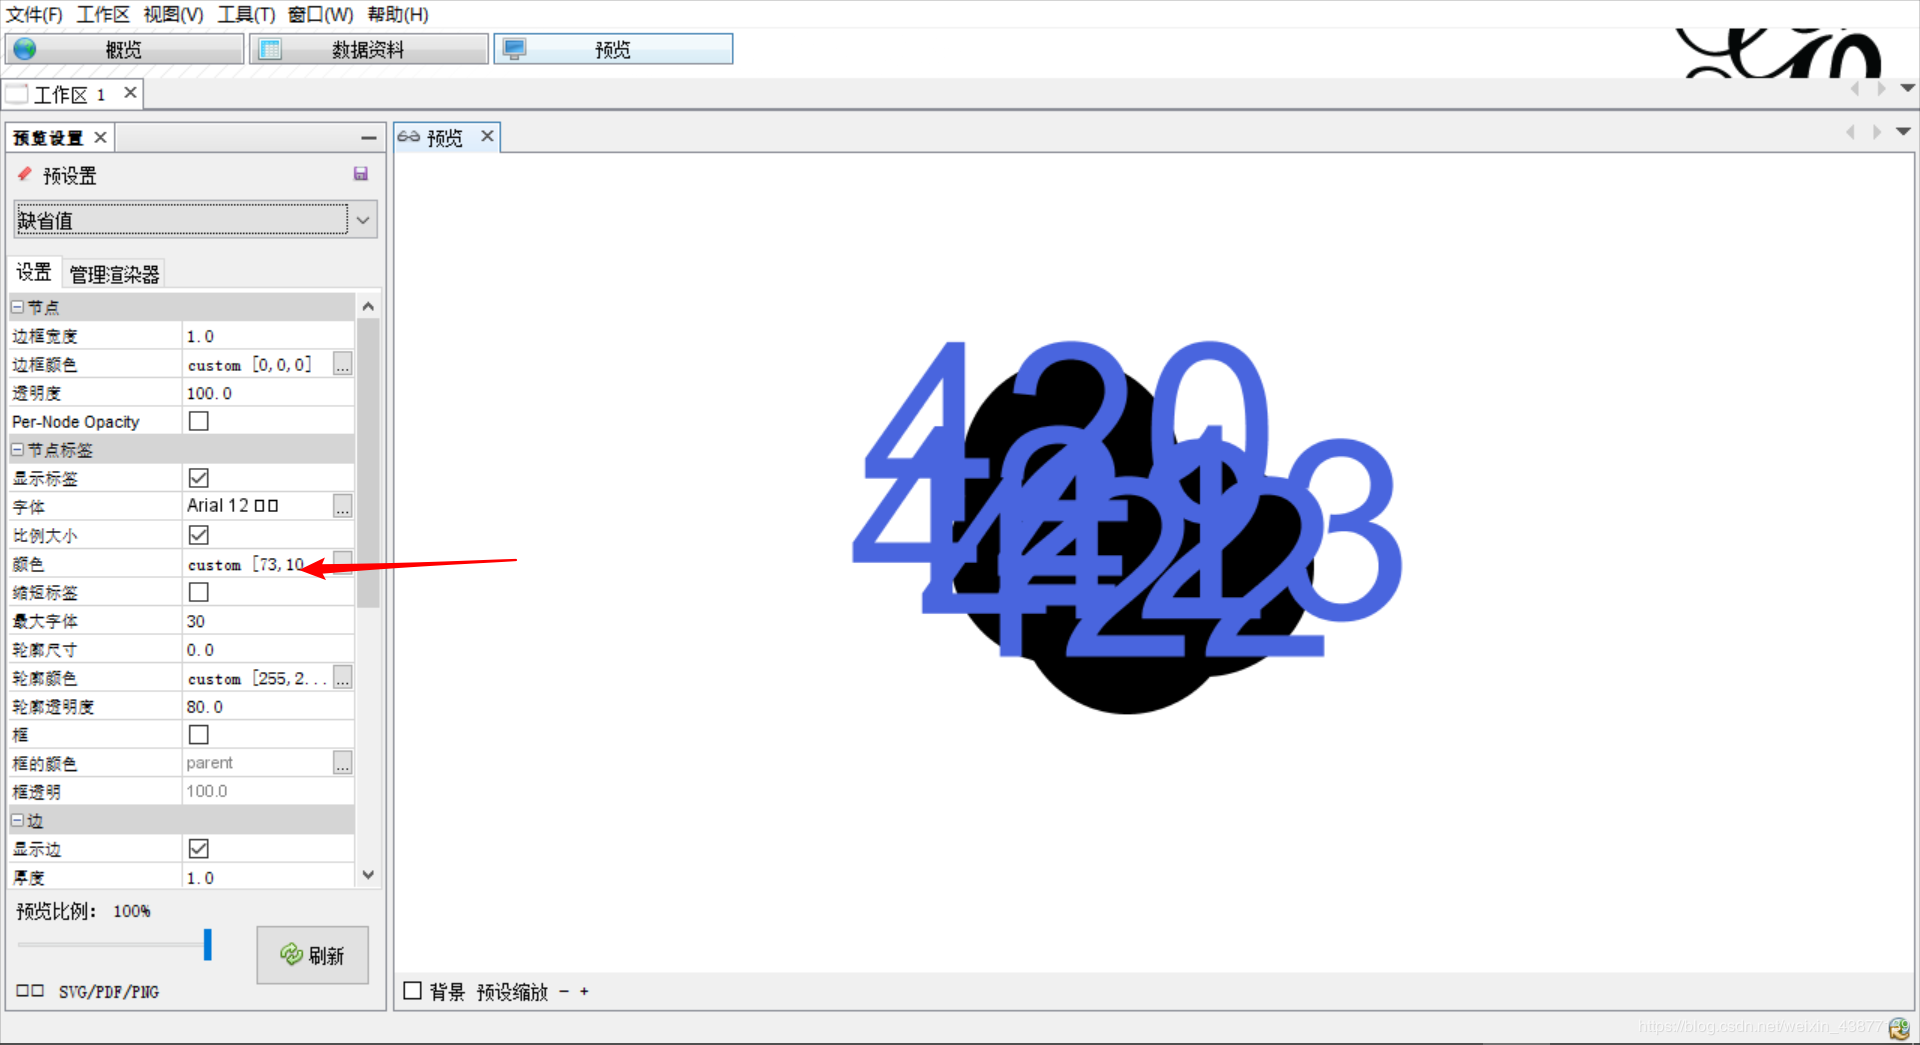 文件(F) 工作区 视图(V) 工具(T) 窗口(W) 帮助(H)
概览 数据资料 预览
工作区 1
预览设置
预览
预设置
缺省值
设置 管理渲染器
节点
边框宽度 1.0
边框颜色 custom [0,0,0] ...
透明度 100.0
Per-Node Opacity
节点标签
显示标签
字体 Arial 12 □□ ...
比例大小
颜色 custom [73,10
缩短标签
最大字体 30
轮廓尺寸 0.0
轮廓颜色 custom [255,2... ...
轮廓透明度 80.0
框
框的颜色 parent ...
框透明 100.0
边
显示边
厚度 1.0
预览比例: 100%
刷新
□□ SVG/PDF/PNG
420
423
422
背景 预设缩放 - +